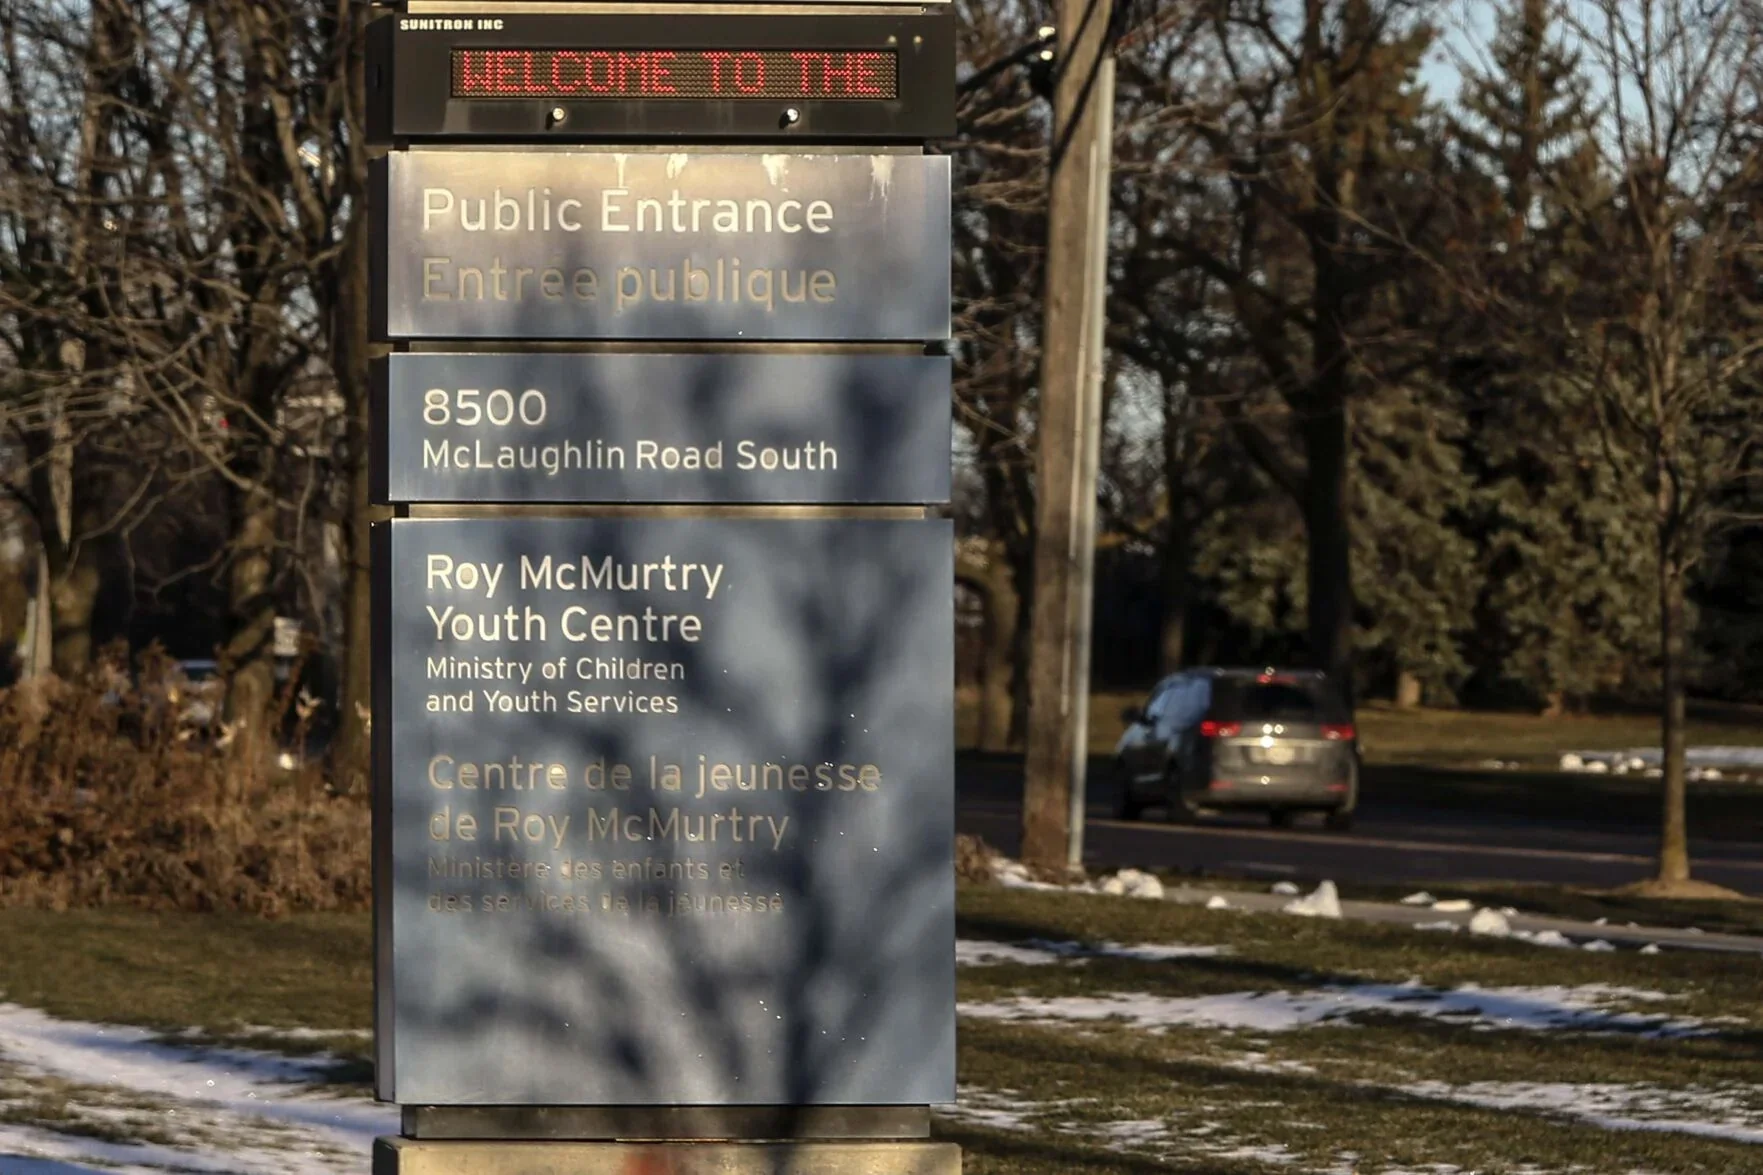 SUNITRON INC
WELCOME TO THE
Public Entrance
Entrée publique
8500
McLaughlin Road South
Roy McMurtry
Youth Centre
Ministry of Children
and Youth Services
Centre de la jeunesse
de Roy McMurtry
Ministère des enfants et
des services de la jeunesse